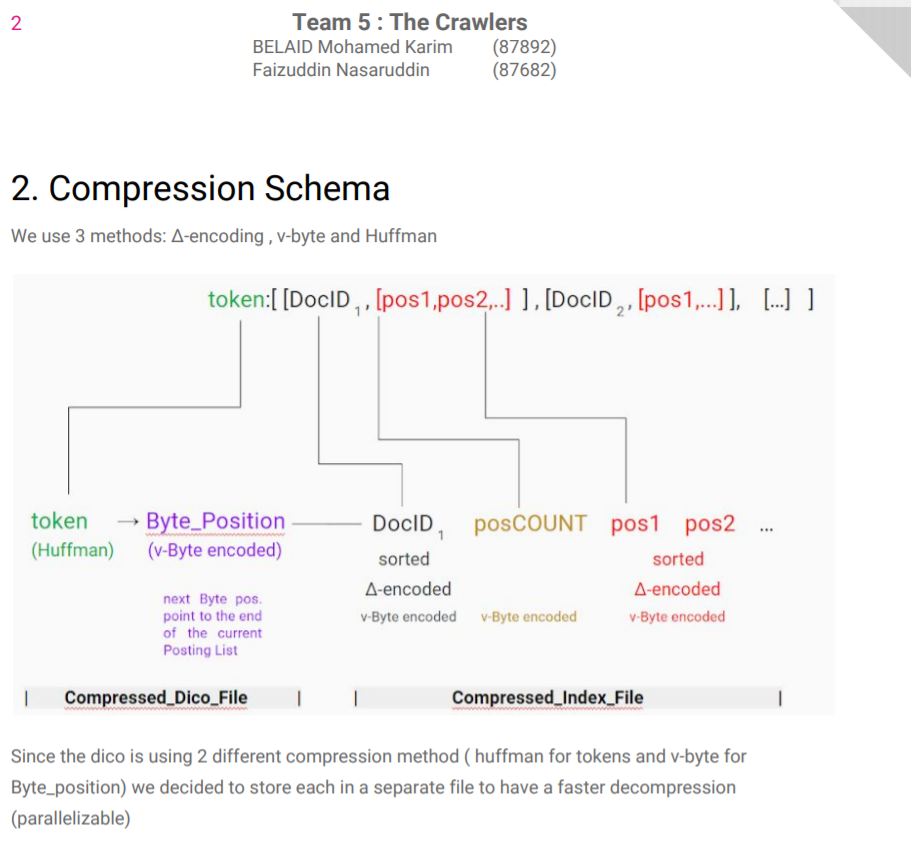 2
Team 5 : The Crawlers
BELAID Mohamed Karim (87892)
Faizuddin Nasaruddin (87682)
2. Compression Schema
We use 3 methods: Δ-encoding , v-byte and Huffman
token:[ [DocID 1, [pos1,pos2,..] ] , [DocID 2, [pos1,...] ], [...] ]
token → Byte_Position DocID 1 posCOUNT pos1 pos2 ...
(Huffman) (v-Byte encoded) sorted sorted
Δ-encoded Δ-encoded
next Byte pos. v-Byte encoded v-Byte encoded v-Byte encoded
point to the end
of the current
Posting List
| Compressed_Dico_File | | Compressed_Index_File |
Since the dico is using 2 different compression method ( huffman for tokens and v-byte for
Byte_position) we decided to store each in a separate file to have a faster decompression
(parallelizable)